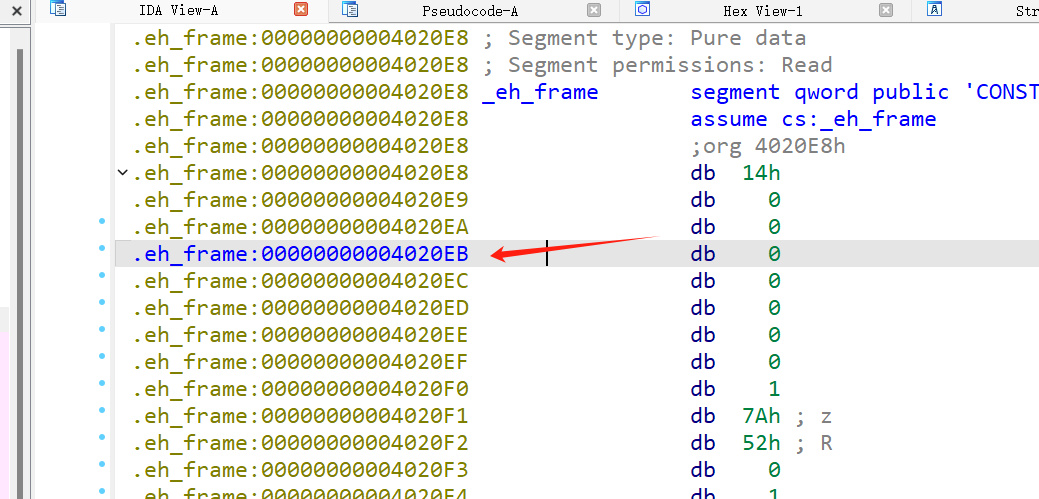 IDA View-A Pseudocode-A Hex View-1 Str
.eh_frame:00000000004020E8 ; Segment type: Pure data
.eh_frame:00000000004020E8 ; Segment permissions: Read
.eh_frame:00000000004020E8 _eh_frame segment qword public 'CONST
.eh_frame:00000000004020E8 assume cs:_eh_frame
.eh_frame:00000000004020E8 ;org 4020E8h
.eh_frame:00000000004020E8 db 14h
.eh_frame:00000000004020E9 db 0
.eh_frame:00000000004020EA db 0
.eh_frame:00000000004020EB db 0
.eh_frame:00000000004020EC db 0
.eh_frame:00000000004020ED db 0
.eh_frame:00000000004020EE db 0
.eh_frame:00000000004020EF db 0
.eh_frame:00000000004020F0 db 1
.eh_frame:00000000004020F1 db 7Ah ; z
.eh_frame:00000000004020F2 db 52h ; R
.eh_frame:00000000004020F3 db 0
.eh_frame:00000000004020F4 db 1